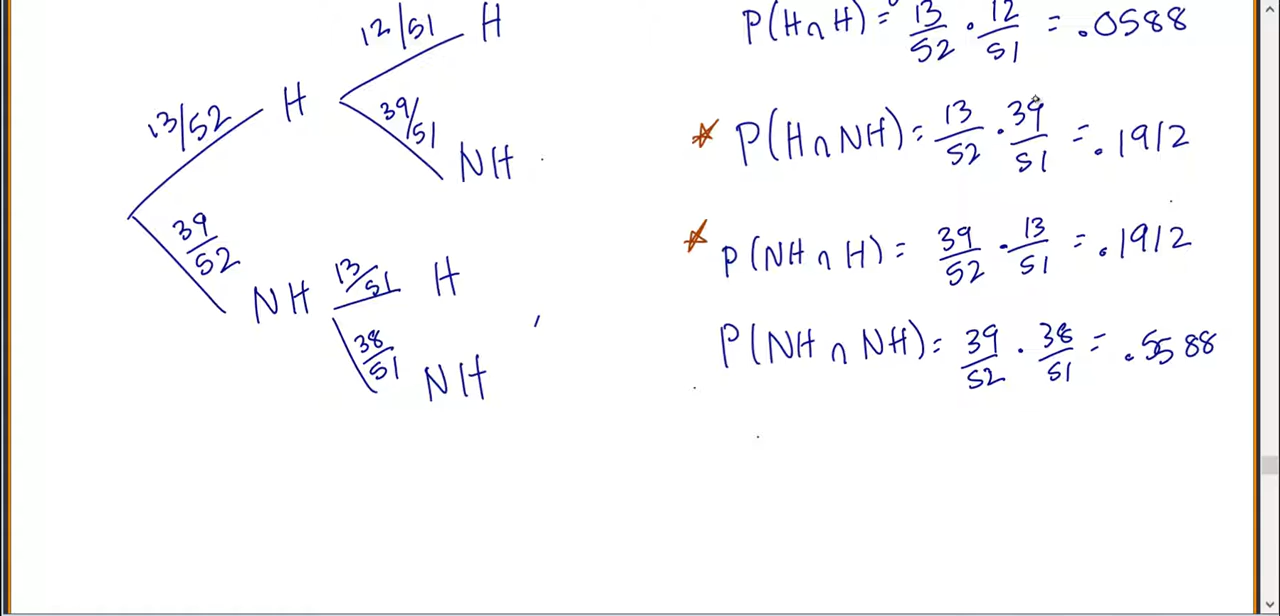 12/51 H
13/52 H 39/51 NH
39/52 NH 13/51 H
38/51 NH
P(H∩H) = 13/52 · 12/51 = .0588
☆ P(H∩NH) = 13/52 · 39/51 = .1912
☆ P(NH∩H) = 39/52 · 13/51 = .1912
P(NH∩NH) = 39/52 · 38/51 = .5588